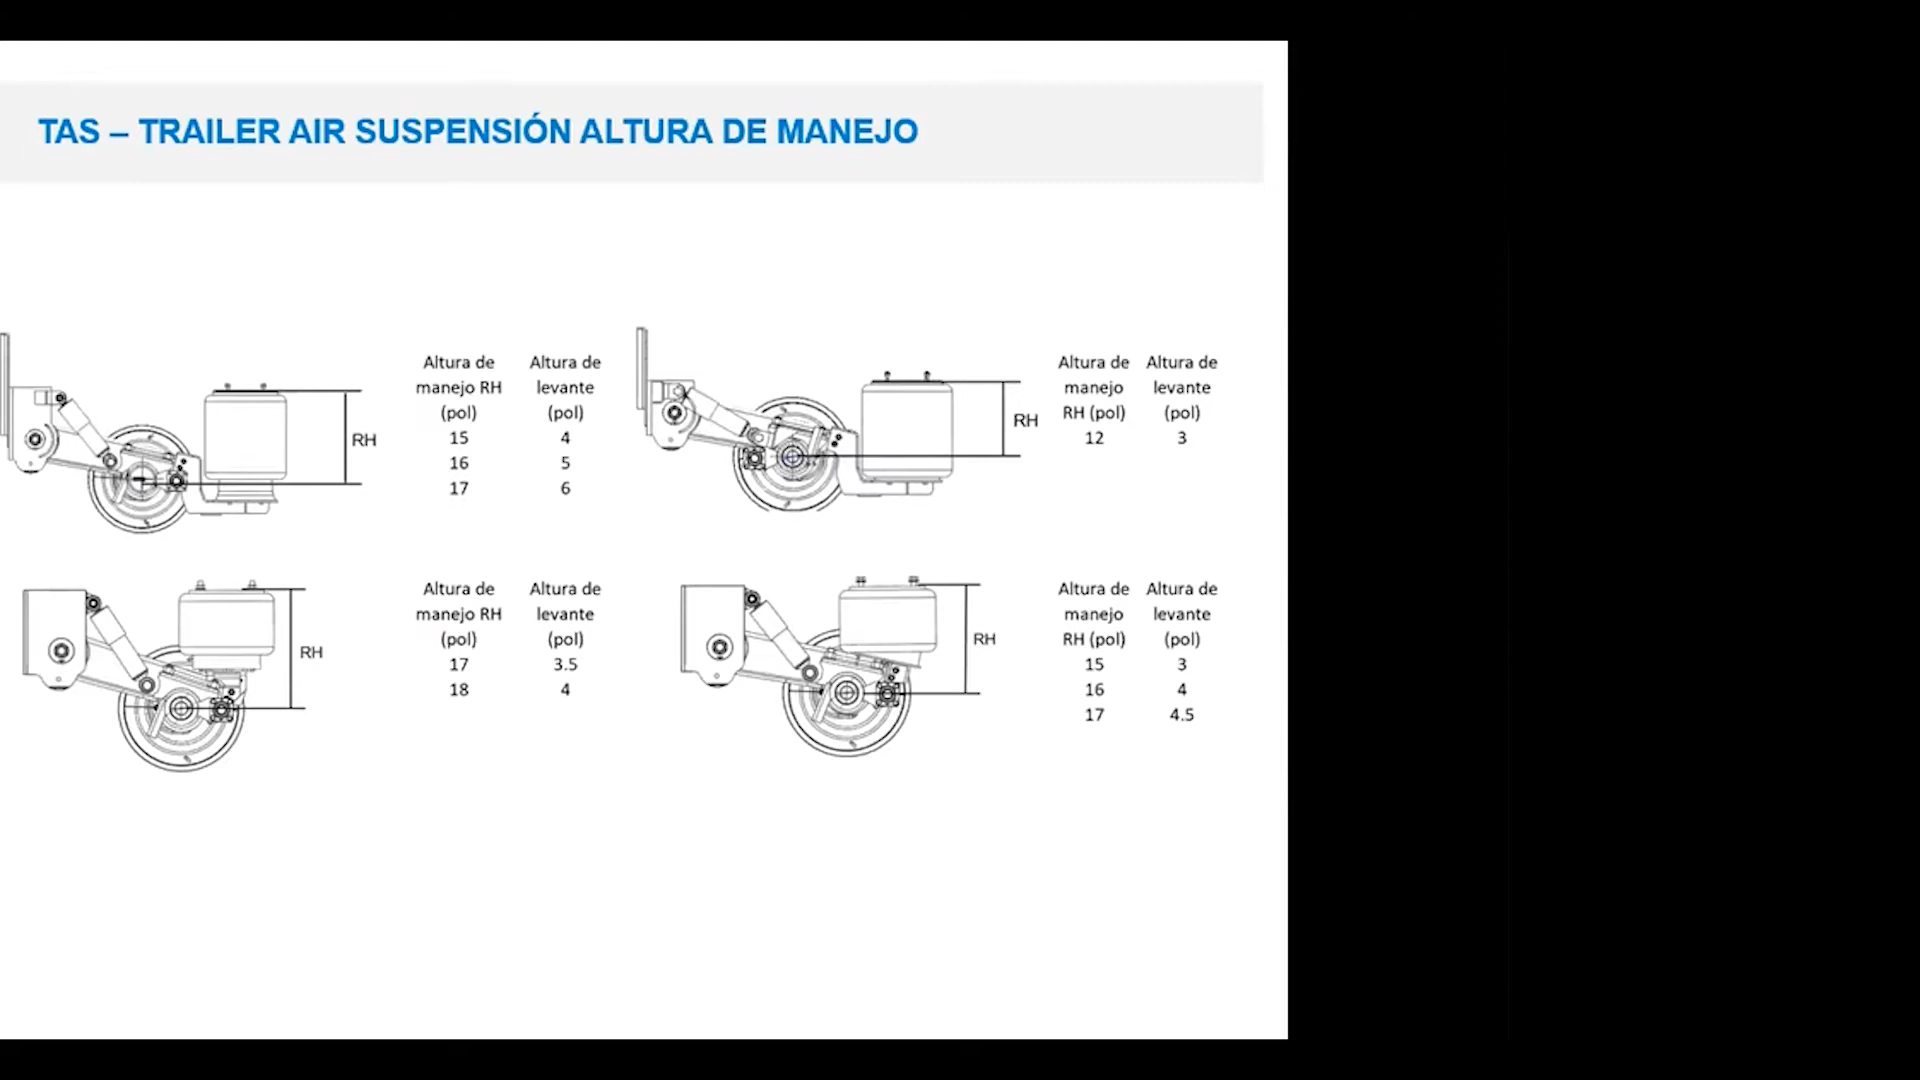 TAS – TRAILER AIR SUSPENSIÓN ALTURA DE MANEJO
RH
Altura de manejo RH (pol) Altura de levante (pol)
15 4
16 5
17 6
RH
Altura de manejo RH (pol) Altura de levante (pol)
12 3
RH
Altura de manejo RH (pol) Altura de levante (pol)
17 3.5
18 4
RH
Altura de manejo RH (pol) Altura de levante (pol)
15 3
16 4
17 4.5